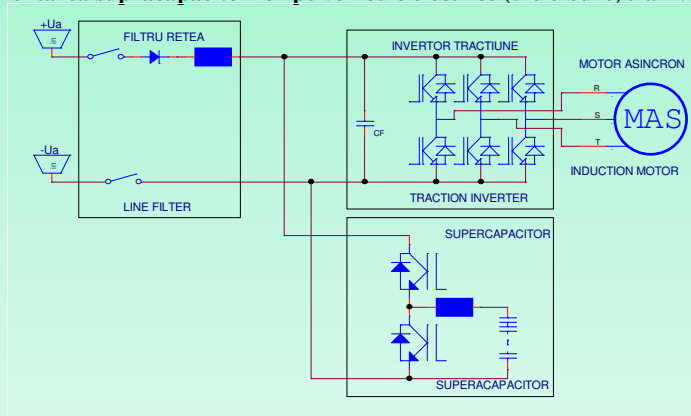 +Ua
FILTRU RETEA
INVERTOR TRACTIUNE
MOTOR ASINCRON
R
CF
S
MAS
T
-Ua
INDUCTION MOTOR
LINE FILTER
TRACTION INVERTER
SUPERCAPACITOR
SUPERACAPACITOR